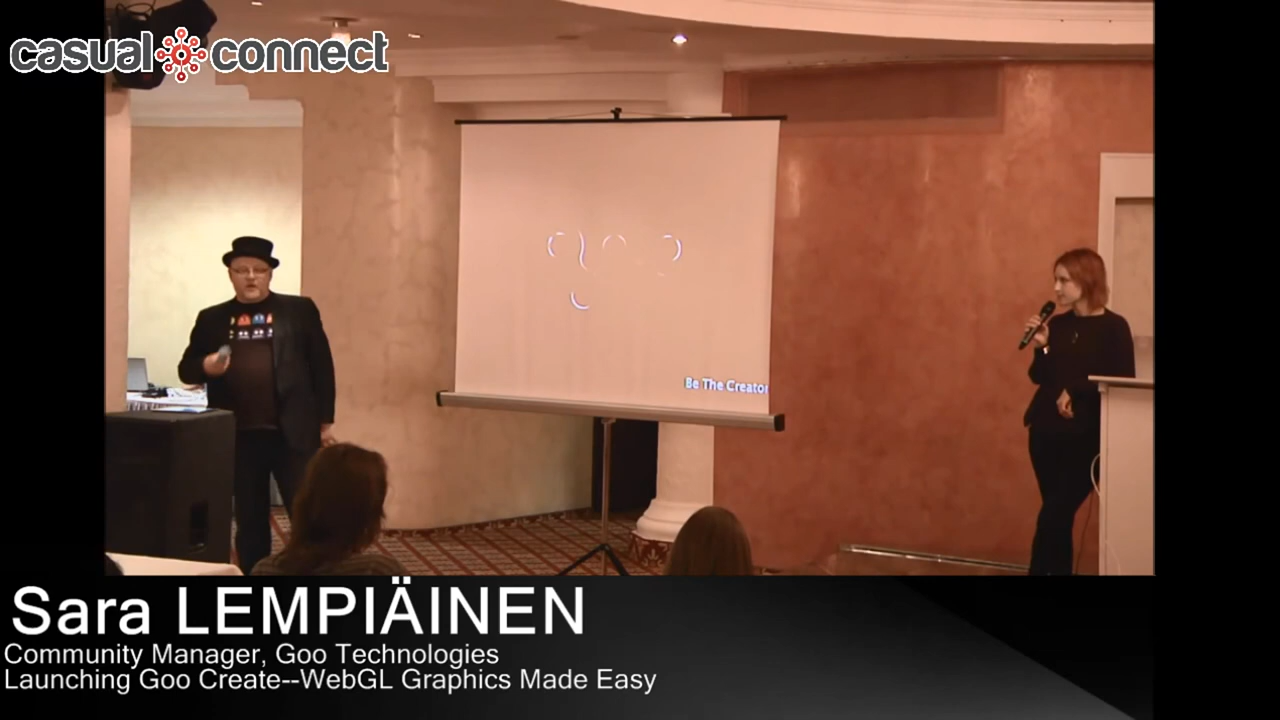 casual connect
Be The Creator
Sara LEMPIÄINEN
Community Manager, Goo Technologies
Launching Goo Create--WebGL Graphics Made Easy